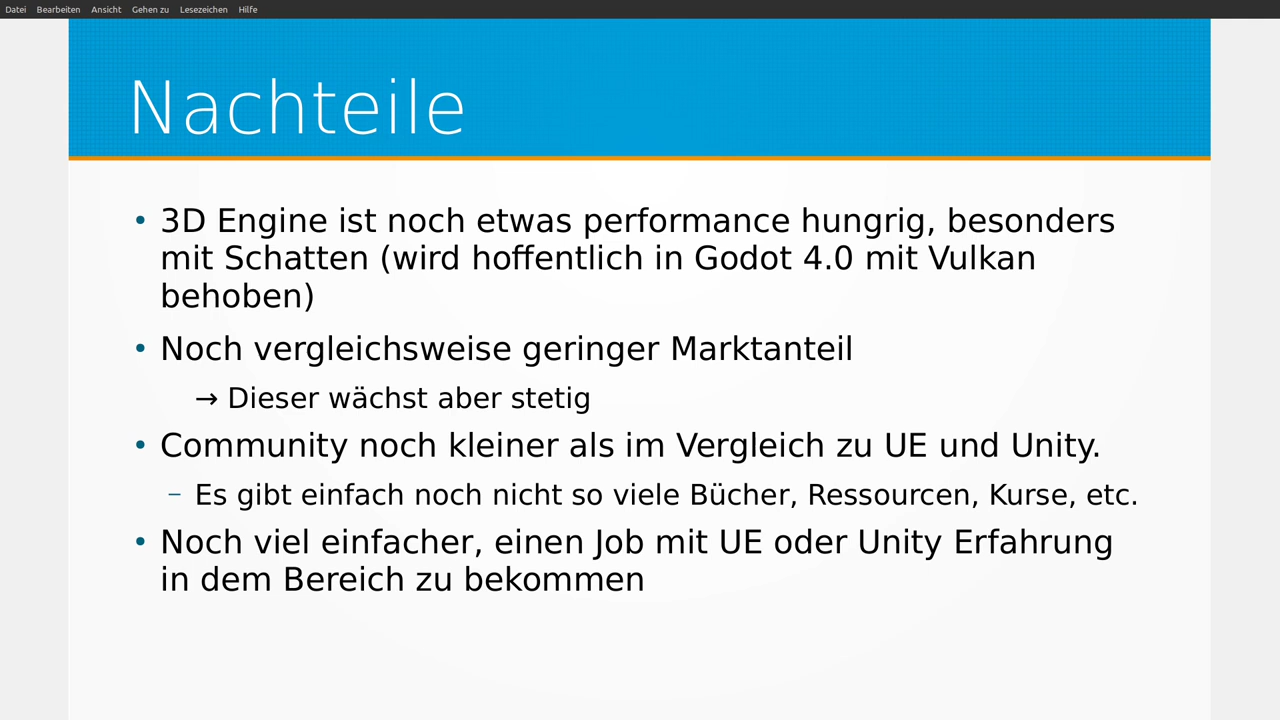 Datei Bearbeiten Ansicht Gehen zu Lesezeichen Hilfe
Nachteile
• 3D Engine ist noch etwas performance hungrig, besonders
mit Schatten (wird hoffentlich in Godot 4.0 mit Vulkan
behoben)
• Noch vergleichsweise geringer Marktanteil
→ Dieser wächst aber stetig
• Community noch kleiner als im Vergleich zu UE und Unity.
– Es gibt einfach noch nicht so viele Bücher, Ressourcen, Kurse, etc.
• Noch viel einfacher, einen Job mit UE oder Unity Erfahrung
in dem Bereich zu bekommen